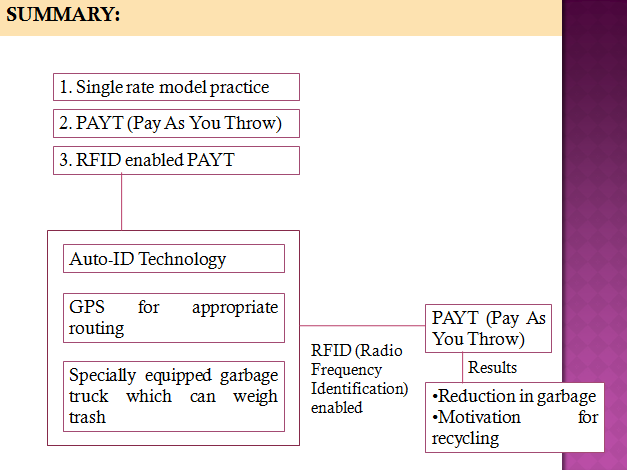 SUMMARY:
1. Single rate model practice
2. PAYT (Pay As You Throw)
3. RFID enabled PAYT
Auto-ID Technology
GPS for appropriate
routing
Specially equipped garbage
truck which can weigh
trash
RFID (Radio
Frequency
Identification)
enabled
PAYT (Pay As
You Throw)
Results
•Reduction in garbage
•Motivation for
recycling